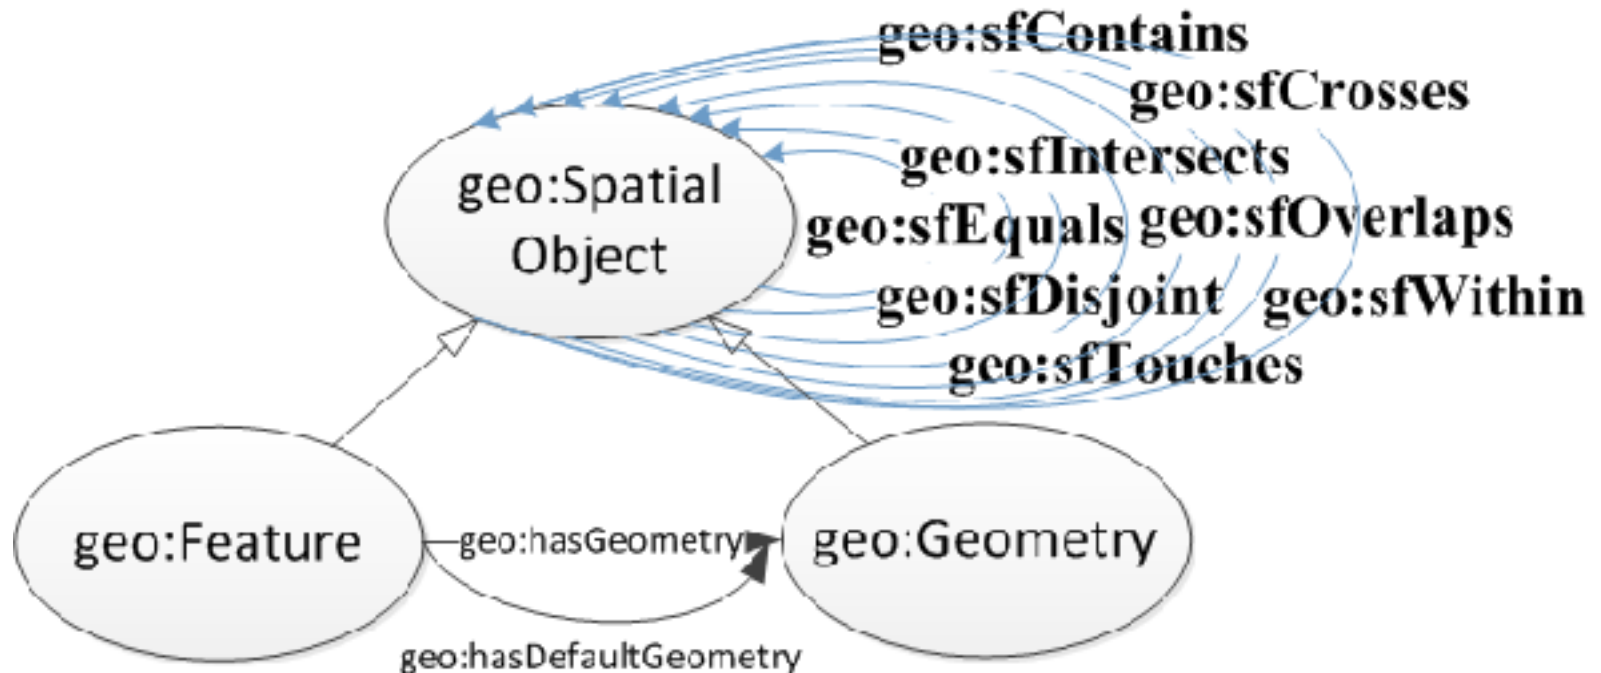 geo:sfContains
geo:sfCrosses
geo:sfIntersects
geo:Spatial
Object
geo:sfEquals
geo:sfOverlaps
geo:sfDisjoint
geo:sfWithin
geo:sfTouches
geo:Feature
geo:hasGeometry
geo:Geometry
geo:hasDefaultGeometry